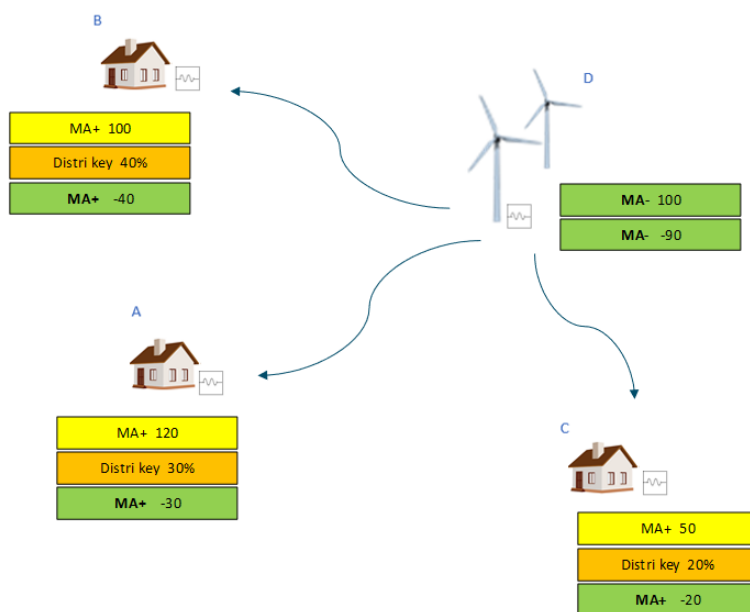 B
MA+ 100
Distri key 40%
MA+ -40
D
MA- 100
MA- -90
A
MA+ 120
Distri key 30%
MA+ -30
C
MA+ 50
Distri key 20%
MA+ -20